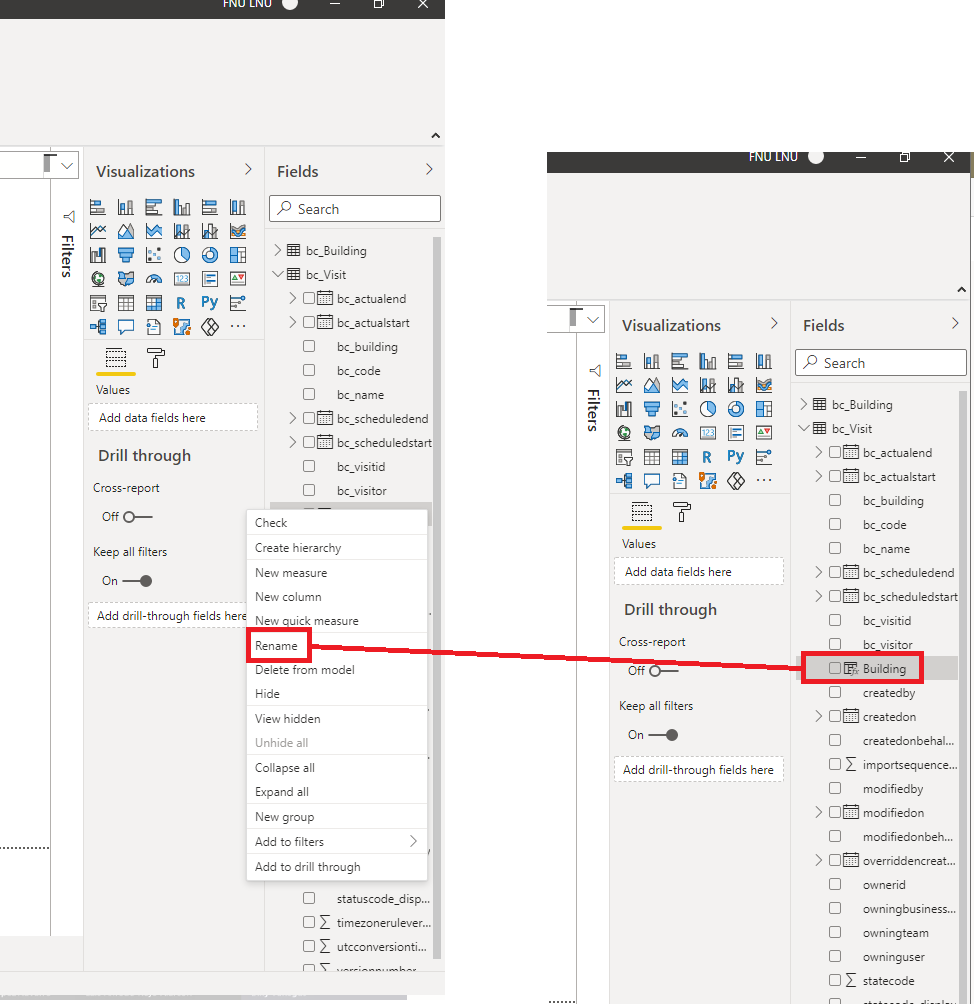 FNU LNU
Visualizations
Fields
Search
Filters
bc_Building
bc_Visit
bc_actualend
bc_actualstart
bc_building
bc_code
bc_name
bc_scheduledend
bc_scheduledstart
bc_visitid
bc_visitor
123
R
Py
...
Values
Add data fields here
Drill through
Cross-report
Off
Keep all filters
On
Add drill-through fields here
Check
Create hierarchy
New measure
New column
New quick measure
Rename
Delete from model
Hide
View hidden
Unhide all
Collapse all
Expand all
New group
Add to filters
Add to drill through
statuscode_disp...
timezonerulever...
utcconversionti...
versionnumber
FNU LNU
Visualizations
Fields
Search
Filters
123
R
Py
...
Values
Add data fields here
Drill through
Cross-report
Off
Keep all filters
On
Add drill-through fields here
bc_Building
bc_Visit
bc_actualend
bc_actualstart
bc_building
bc_code
bc_name
bc_scheduledend
bc_scheduledstart
bc_visitid
bc_visitor
Building
createdby
createdon
createdonbehal...
importsequence...
modifiedby
modifiedon
modifiedonbeh...
overriddencreat...
ownerid
owningbusiness...
owningteam
owninguser
statecode